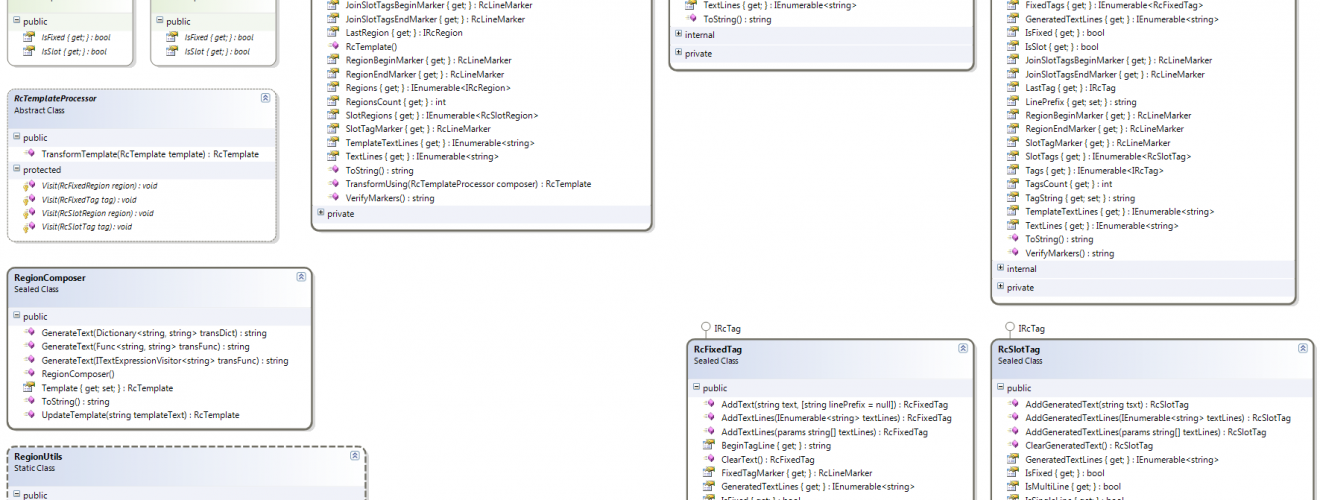 public
IsFixed { get; } : bool
IsSlot { get; } : bool
public
IsFixed { get; } : bool
IsSlot { get; } : bool
RcTemplateProcessor
Abstract Class
public
TransformTemplate(RcTemplate template) : RcTemplate
protected
Visit(RcFixedRegion region) : void
Visit(RcFixedTag tag) : void
Visit(RcSlotRegion region) : void
Visit(RcSlotTag tag) : void
RegionComposer
Sealed Class
public
GenerateText(Dictionary<string, string> transDict) : string
GenerateText(Func<string, string> transFunc) : string
GenerateText(ITextExpressionVisitor<string> transFunc) : string
RegionComposer()
Template { get; set; } : RcTemplate
ToString() : string
UpdateTemplate(string templateText) : RcTemplate
RegionUtils
Static Class
public
JoinSlotTagsBeginMarker { get; } : RcLineMarker
JoinSlotTagsEndMarker { get; } : RcLineMarker
LastRegion { get; } : IRcRegion
RcTemplate()
RegionBeginMarker { get; } : RcLineMarker
RegionEndMarker { get; } : RcLineMarker
Regions { get; } : IEnumerable<IRcRegion>
RegionsCount { get; } : int
SlotRegions { get; } : IEnumerable<RcSlotRegion>
SlotTagMarker { get; } : RcLineMarker
TemplateTextLines { get; } : IEnumerable<string>
TextLines { get; } : IEnumerable<string>
ToString() : string
TransformUsing(RcTemplateProcessor composer) : RcTemplate
VerifyMarkers() : string
private
TextLines { get; } : IEnumerable<string>
ToString() : string
internal
private
FixedTags { get; } : IEnumerable<RcFixedTag>
GeneratedTextLines { get; } : IEnumerable<string>
IsFixed { get; } : bool
IsSlot { get; } : bool
JoinSlotTagsBeginMarker { get; } : RcLineMarker
JoinSlotTagsEndMarker { get; } : RcLineMarker
LastTag { get; } : IRcTag
LinePrefix { get; set; } : string
RegionBeginMarker { get; } : RcLineMarker
RegionEndMarker { get; } : RcLineMarker
SlotTagMarker { get; } : RcLineMarker
SlotTags { get; } : IEnumerable<RcSlotTag>
Tags { get; } : IEnumerable<IRcTag>
TagsCount { get; } : int
TagString { get; set; } : string
TemplateTextLines { get; } : IEnumerable<string>
TextLines { get; } : IEnumerable<string>
ToString() : string
VerifyMarkers() : string
internal
private
IRcTag
RcFixedTag
Sealed Class
public
AddText(string text, [string linePrefix = null]) : RcFixedTag
AddTextLines(IEnumerable<string> textLines) : RcFixedTag
AddTextLines(params string[] textLines) : RcFixedTag
BeginTagLine { get; } : string
ClearText() : RcFixedTag
FixedTagMarker { get; } : RcLineMarker
GeneratedTextLines { get; } : IEnumerable<string>
IsFixed { get; } : bool
IRcTag
RcSlotTag
Sealed Class
public
AddGeneratedText(string tsxt) : RcSlotTag
AddGeneratedTextLines(IEnumerable<string> textLines) : RcSlotTag
AddGeneratedTextLines(params string[] textLines) : RcSlotTag
ClearGeneratedText() : RcSlotTag
GeneratedTextLines { get; } : IEnumerable<string>
IsFixed { get; } : bool
IsMultiLine { get; } : bool
IsSingleLine { get; } : bool